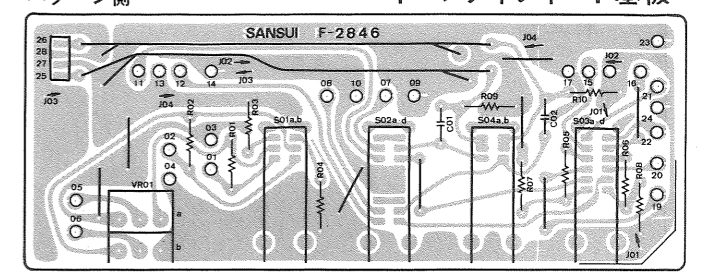 SANSUI F-2846
26
28
27
25
J03
J02
J03
J04
J04
23
11
13
12
14
08
10
07
09
17
15
J02
16
R09
R10
J01
21
24
22
20
19
R02
R03
R01
03
02
01
04
S01a,b
S02a-d
C01
S04a,b
C02
S03a-d
R05
R06
R08
R07
R04
05
06
VR01
a
b
J01